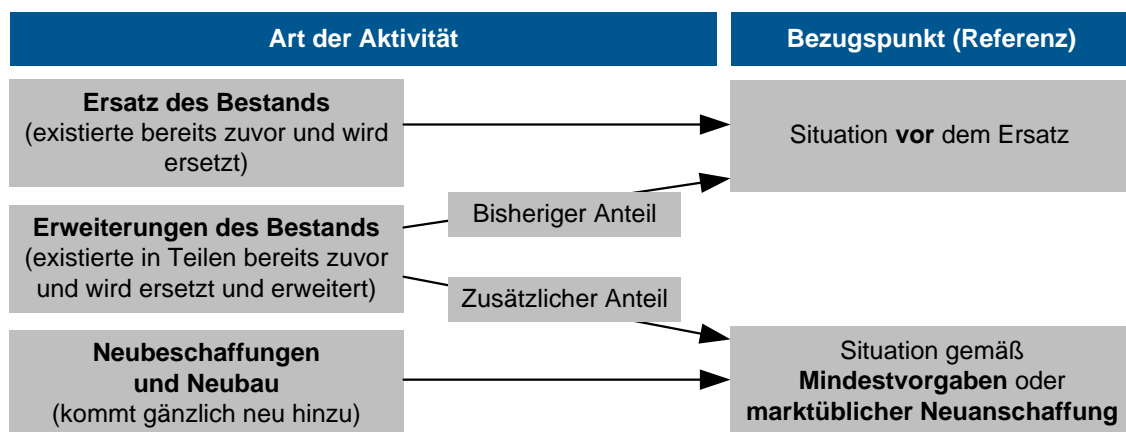 Art der Aktivität
Bezugspunkt (Referenz)
Ersatz des Bestands
(existierte bereits zuvor und wird
ersetzt)
Situation vor dem Ersatz
Bisheriger Anteil
Erweiterungen des Bestands
(existierte in Teilen bereits zuvor
und wird ersetzt und erweitert)
Zusätzlicher Anteil
Neubeschaffungen
und Neubau
(kommt gänzlich neu hinzu)
Situation gemäß
Mindestvorgaben oder
marktüblicher Neuanschaffung